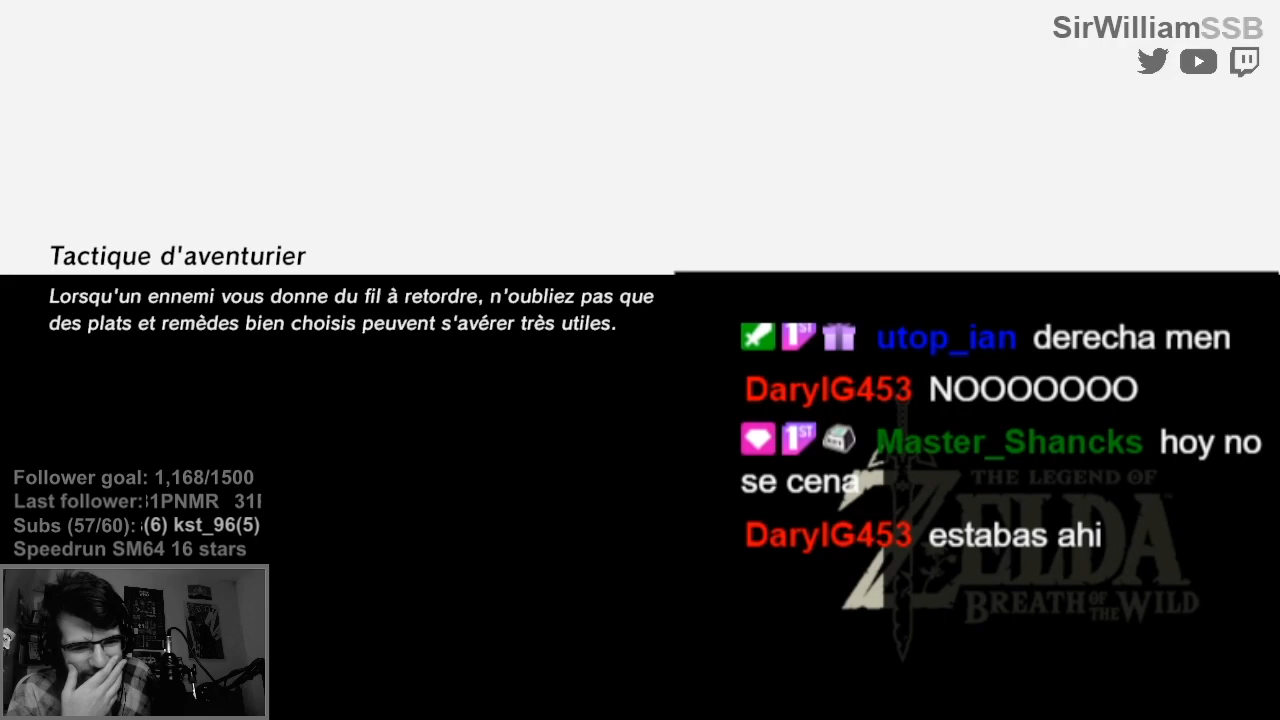 SirWilliamSSB
Tactique d'aventurier
Lorsqu'un ennemi vous donne du fil à retordre, n'oubliez pas que
des plats et remèdes bien choisis peuvent s'avérer très utiles.
1ST utop_ian derecha men
DarylG453 NOOOOOOO
1ST Master_Shancks hoy no
se cena
DarylG453 estabas ahi
THE LEGEND OF
ZELDA
BREATH OF THE WILD
Follower goal: 1,168/1500
Last follower: 31PNMR
Subs (57/60): (6) kst_96(5)
Speedrun SM64 16 stars